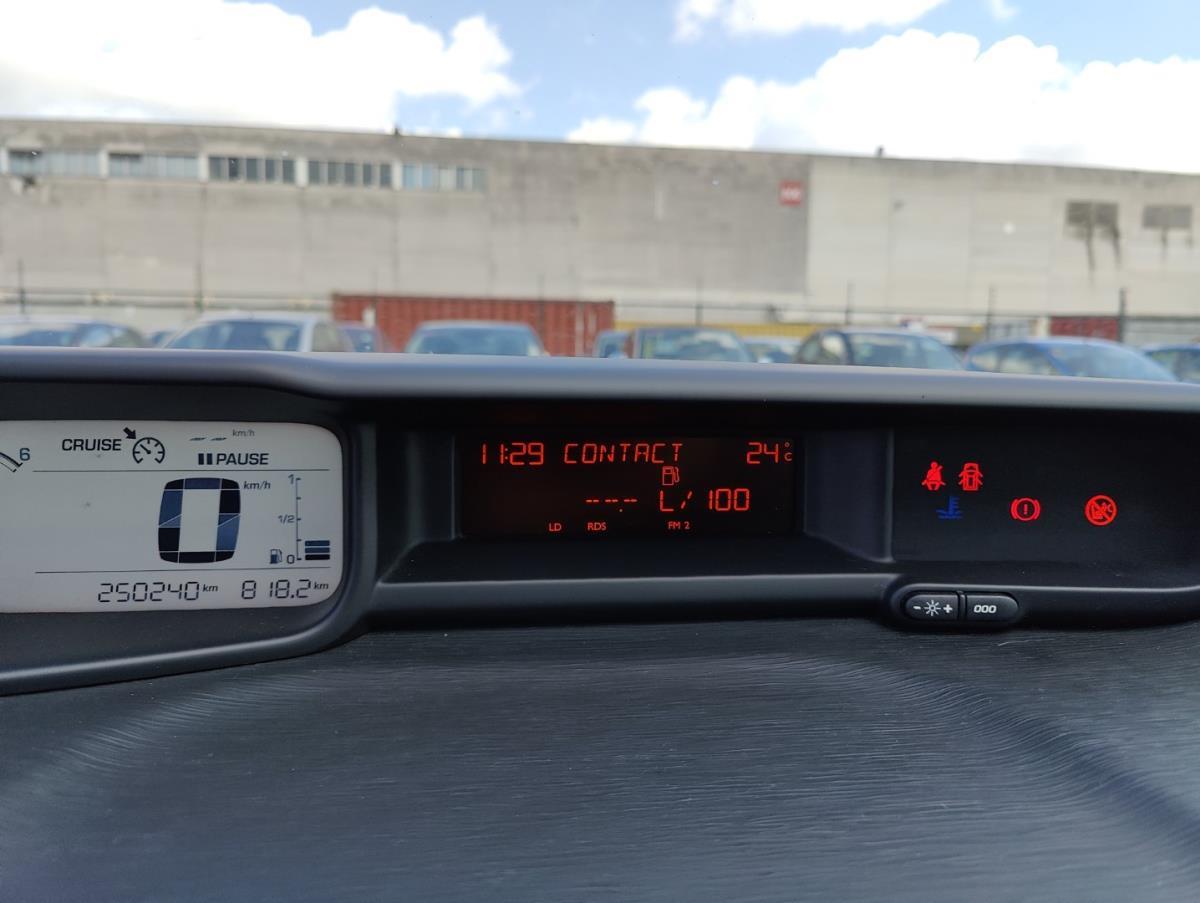 6
CRUISE
--- km/h
PAUSE
km/h
1
1/2
0
250240 km
818.2 km
11:29 CONTACT 24°C
--.- L/100
LD RDS FM 2
- +
000